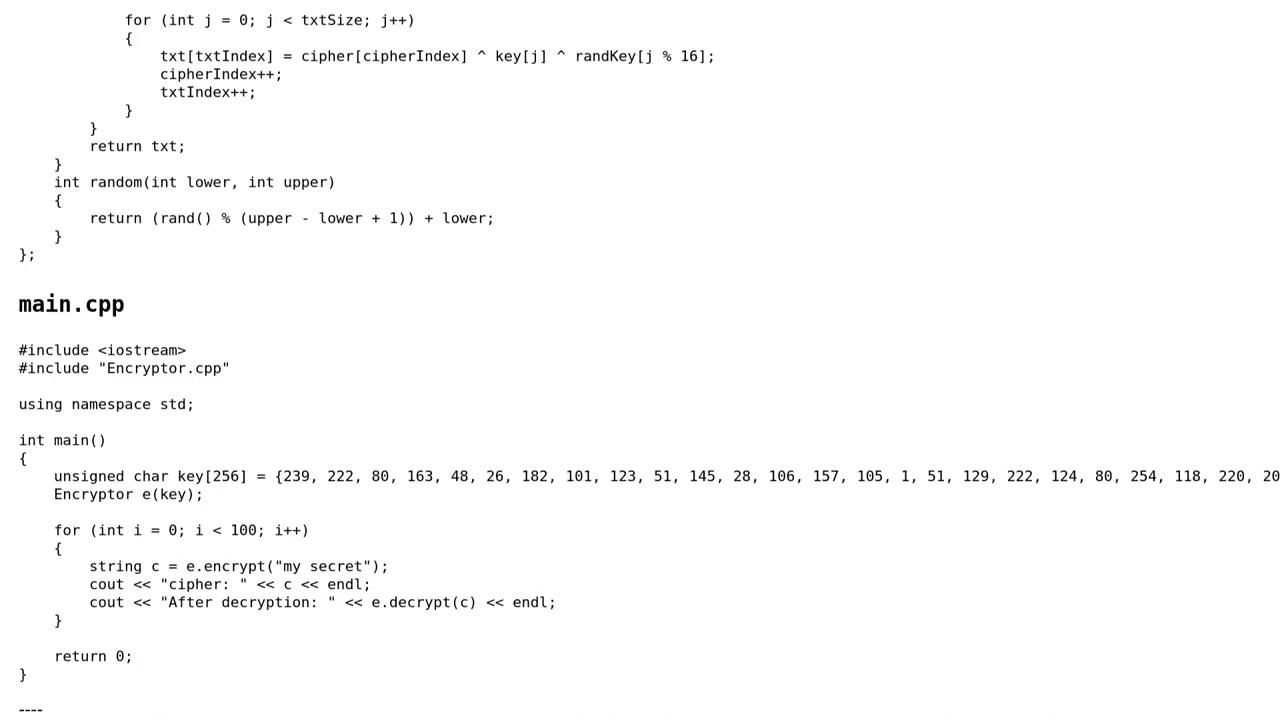 for (int j = 0; j < txtSize; j++)
{
txt[txtIndex] = cipher[cipherIndex] ^ key[j] ^ randKey[j % 16];
cipherIndex++;
txtIndex++;
}
}
return txt;
}
int random(int lower, int upper)
{
return (rand() % (upper - lower + 1)) + lower;
}
};
main.cpp
#include <iostream>
#include "Encryptor.cpp"
using namespace std;
int main()
{
unsigned char key[256] = {239, 222, 80, 163, 48, 26, 182, 101, 123, 51, 145, 28, 106, 157, 105, 1, 51, 129, 222, 124, 80, 254, 118, 220, 20
Encryptor e(key);
for (int i = 0; i < 100; i++)
{
string c = e.encrypt("my secret");
cout << "cipher: " << c << endl;
cout << "After decryption: " << e.decrypt(c) << endl;
}
return 0;
}
----